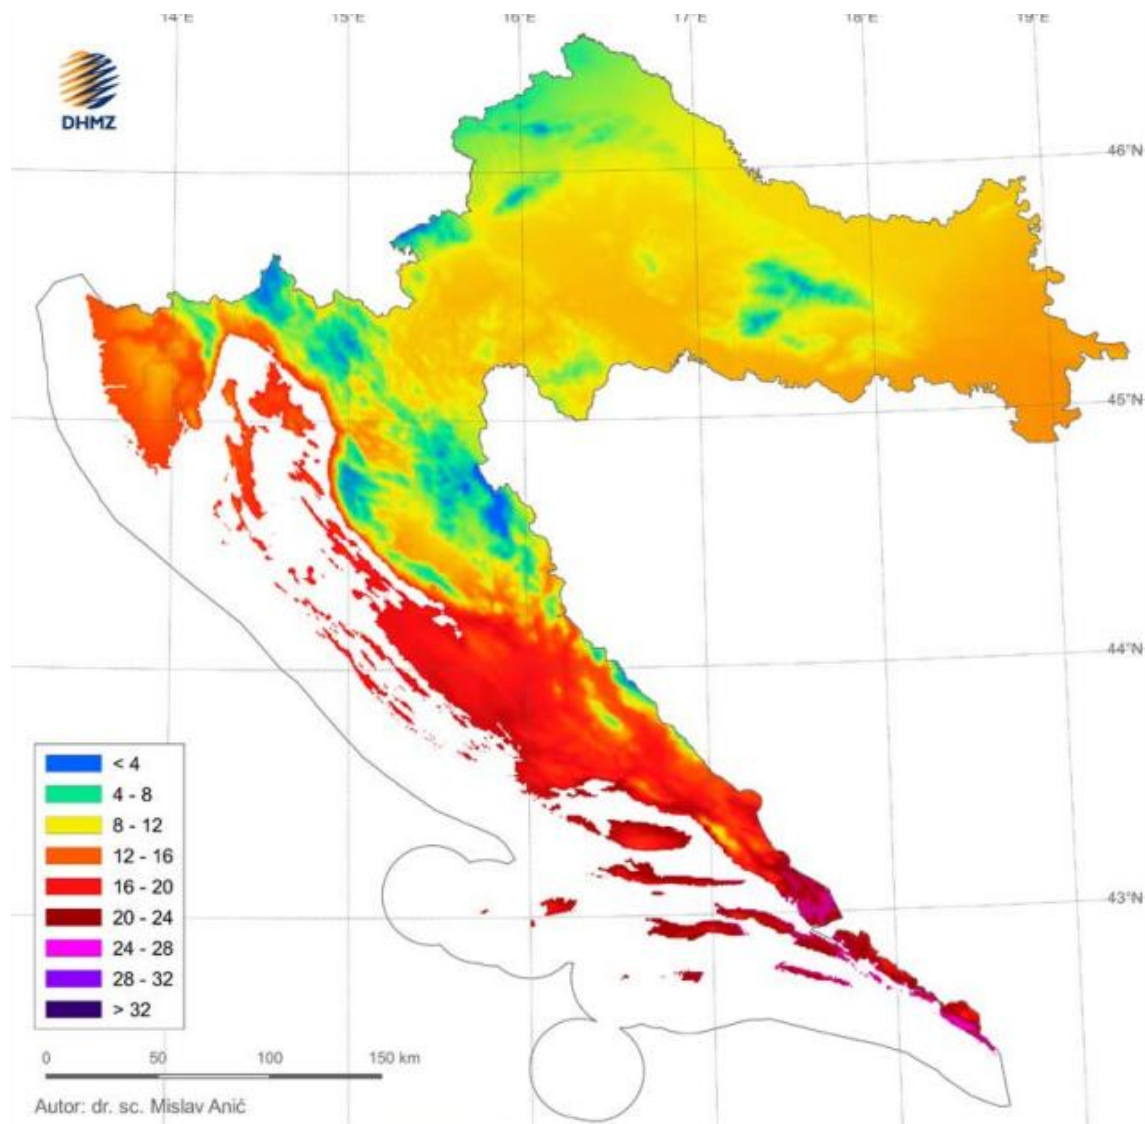 14°E 15°E 16°E 17°E 18°E 19°E
DHMZ
46°N
45°N
44°N
43°N
< 4
4 - 8
8 - 12
12 - 16
16 - 20
20 - 24
24 - 28
28 - 32
> 32
0 50 100 150 km
Autor: dr. sc. Mislav Anić